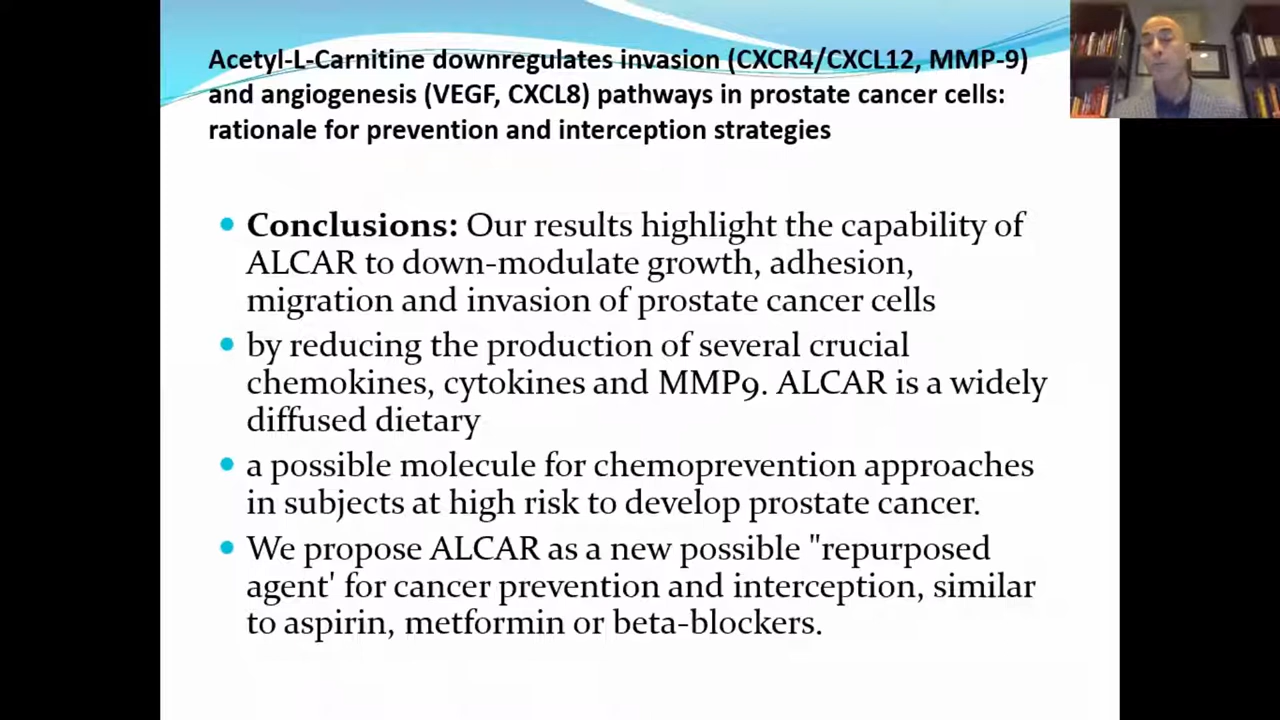 Acetyl-L-Carnitine downregulates invasion (CXCR4/CXCL12, MMP-9)
and angiogenesis (VEGF, CXCL8) pathways in prostate cancer cells:
rationale for prevention and interception strategies
• Conclusions: Our results highlight the capability of
ALCAR to down-modulate growth, adhesion,
migration and invasion of prostate cancer cells
• by reducing the production of several crucial
chemokines, cytokines and MMP9. ALCAR is a widely
diffused dietary
• a possible molecule for chemoprevention approaches
in subjects at high risk to develop prostate cancer.
• We propose ALCAR as a new possible "repurposed
agent' for cancer prevention and interception, similar
to aspirin, metformin or beta-blockers.